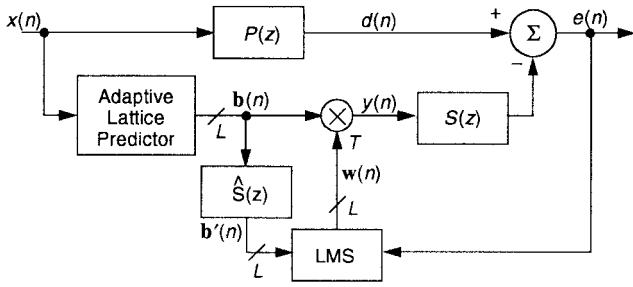 x(n)
P(z)
d(n)
+
Σ
e(n)
−
Adaptive
Lattice
Predictor
L
b(n)
T
y(n)
S(z)
w(n)
L
Ŝ(z)
b'(n)
L
LMS